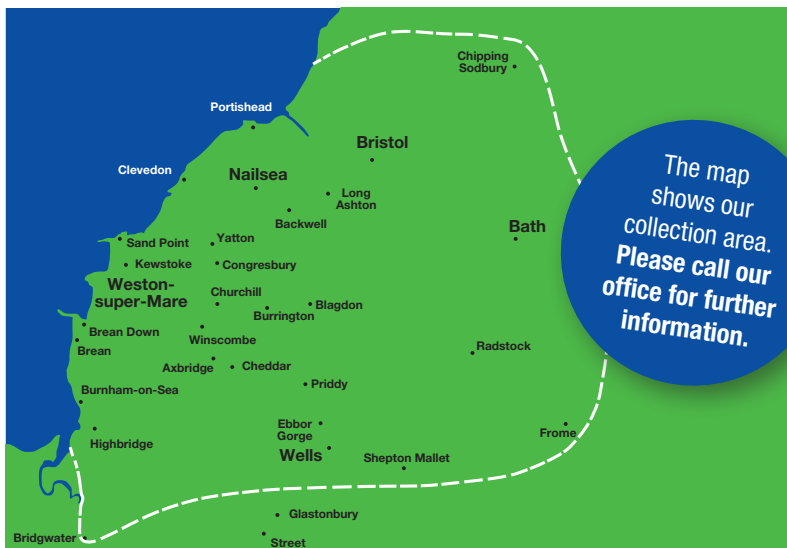 Chipping
Sodbury
Portishead
Bristol
Clevedon
Nailsea
Long
Ashton
Backwell
Bath
Sand Point
Yatton
Kewstoke
Congresbury
Weston-
super-Mare
Churchill
Burrington
Blagdon
Brean Down
Winscombe
Brean
Radstock
Axbridge
Cheddar
Priddy
Burnham-on-Sea
Ebbor
Gorge
Highbridge
Frome
Wells
Shepton Mallet
Glastonbury
Street
Bridgwater
The map
shows our
collection area.
Please call our
office for further
information.